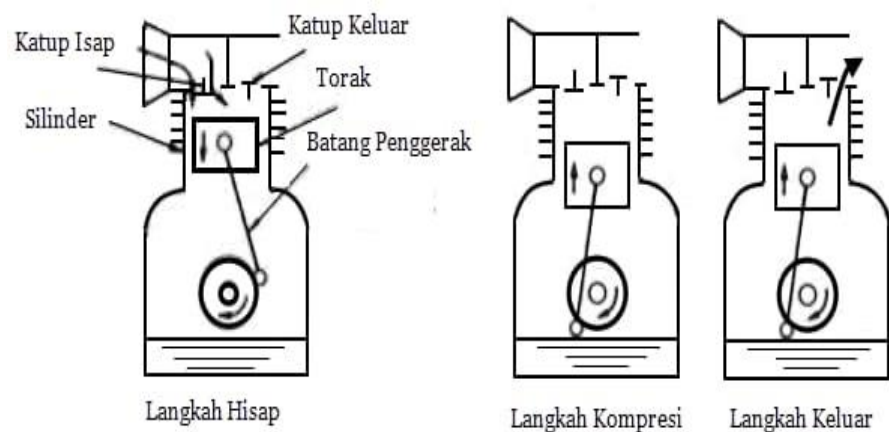 Katup Isap
Silinder
Katup Keluar
Torak
Batang Penggerak
Langkah Hisap
Langkah Kompresi
Langkah Keluar